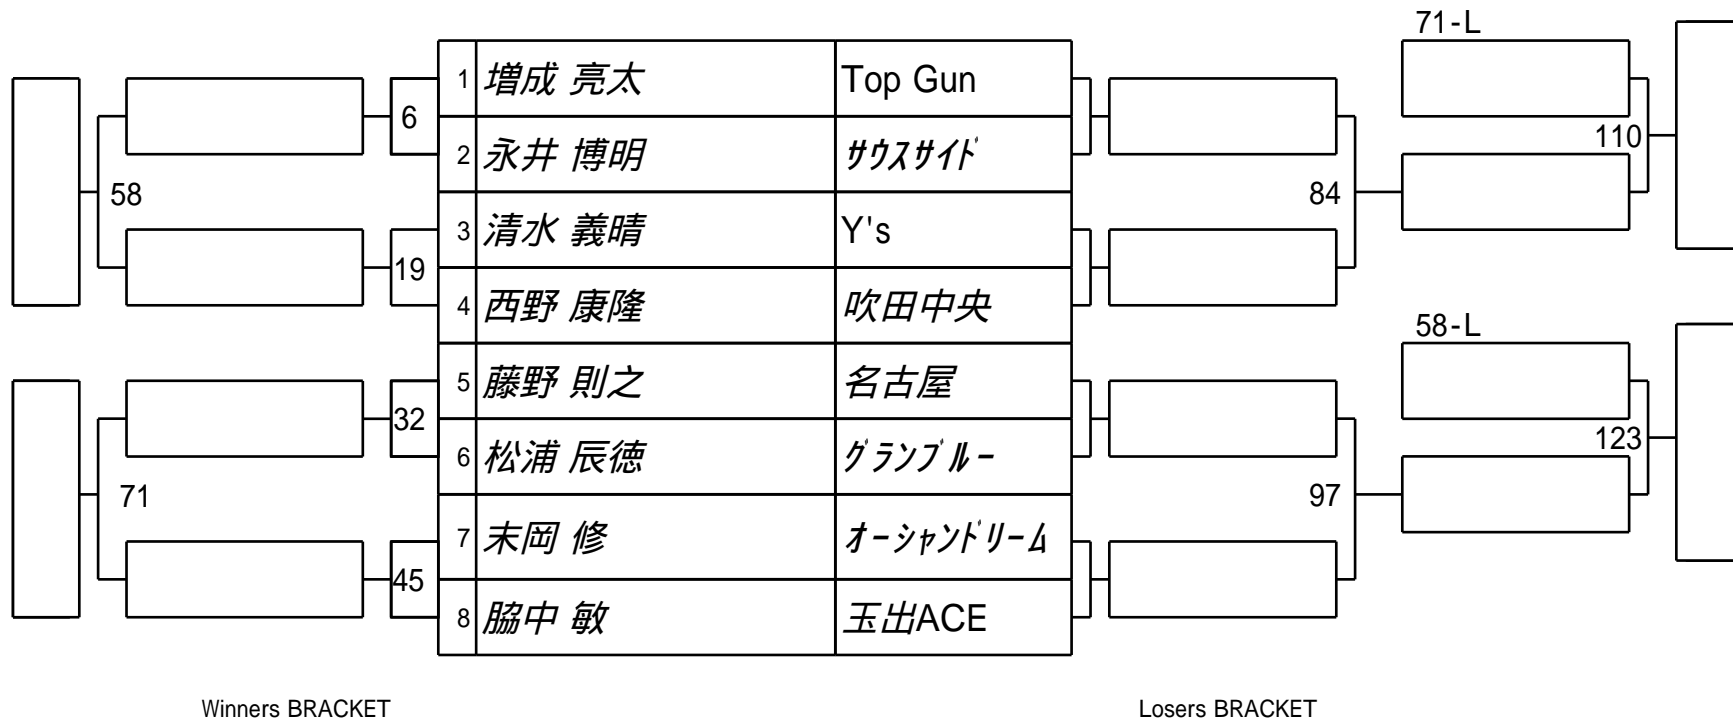 71-L
1 増成 亮太 Top Gun
6
110
2 永井 博明 ｻｳｽｻｲﾄﾞ
58
84
3 清水 義晴 Y's
19
4 西野 康隆 吹田中央
58-L
5 藤野 則之 名古屋
32
123
6 松浦 辰徳 ｸﾞﾗﾝﾌﾞﾙｰ
71
97
7 末岡 修 ｵｰｼｬﾝﾄﾞﾘｰﾑ
45
8 脇中 敏 玉出ACE
Winners BRACKET
Losers BRACKET